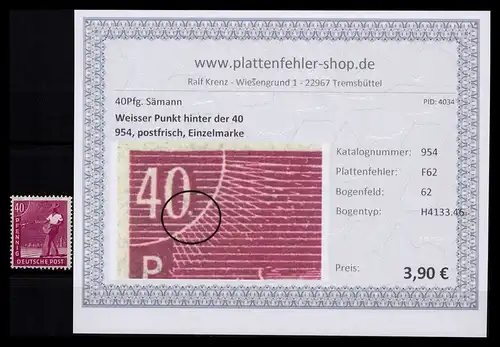 www.plattenfehler-shop.de
Ralf Krenz - Wiesengrund 1 - 22967 Tremsbüttel
40Pfg. Sämann
PID: 4034
Weisser Punkt hinter der 40
954, postfrisch, Einzelmarke
Katalognummer: 954
Plattenfehler: F62
Bogenfeld: 62
Bogentyp: H4133.46
Preis: 3,90 €
40.
P
40
PFENNIG
DEUTSCHE POST